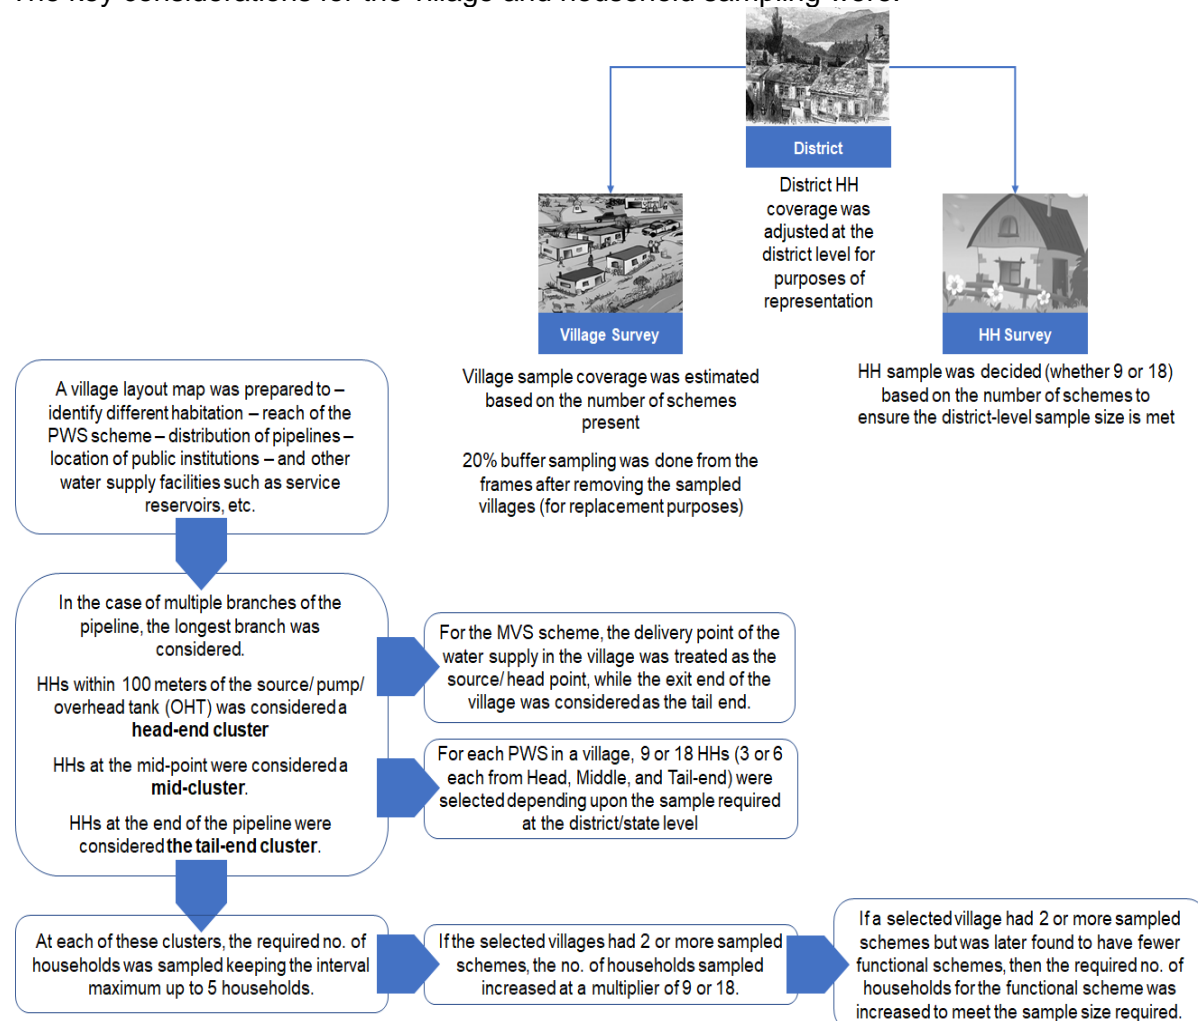 The key considerations for the village and household sampling were:
District
District HH
coverage was
adjusted at the
district level for
purposes of
representation
Village Survey
Village sample coverage was estimated
based on the number of schemes
present
20% buffer sampling was done from the
frames after removing the sampled
villages (for replacement purposes)
HH Survey
HH sample was decided (whether 9 or 18)
based on the number of schemes to
ensure the district-level sample size is met
A village layout map was prepared to –
identify different habitation – reach of the
PWS scheme – distribution of pipelines –
location of public institutions – and other
water supply facilities such as service
reservoirs, etc.
In the case of multiple branches of the
pipeline, the longest branch was
considered.
HHs within 100 meters of the source/ pump/
overhead tank (OHT) was considered a
head-end cluster
HHs at the mid-point were considered a
mid-cluster.
HHs at the end of the pipeline were
considered the tail-end cluster.
For the MVS scheme, the delivery point of the
water supply in the village was treated as the
source/ head point, while the exit end of the
village was considered as the tail end.
For each PWS in a village, 9 or 18 HHs (3 or 6
each from Head, Middle, and Tail-end) were
selected depending upon the sample required
at the district/state level
At each of these clusters, the required no. of
households was sampled keeping the interval
maximum up to 5 households.
If the selected villages had 2 or more sampled
schemes, the no. of households sampled
increased at a multiplier of 9 or 18.
If a selected village had 2 or more sampled
schemes but was later found to have fewer
functional schemes, then the required no. of
households for the functional scheme was
increased to meet the sample size required.